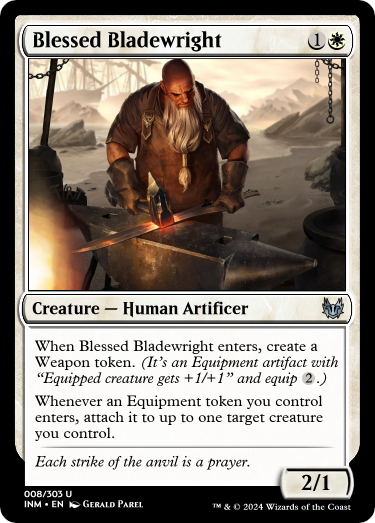 Blessed Bladewright 1
Creature — Human Artificer
When Blessed Bladewright enters, create a
Weapon token. (It's an Equipment artifact with
“Equipped creature gets +1/+1” and equip 2.)
Whenever an Equipment token you control
enters, attach it to up to one target creature
you control.
Each strike of the anvil is a prayer.
2/1
008/303 U
INM • EN Gerald Parel
™ & © 2024 Wizards of the Coast